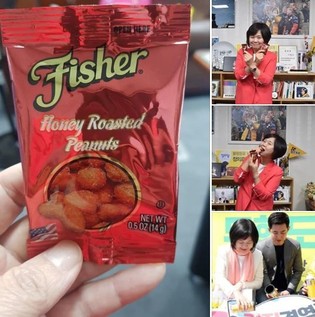 OPEN HERE
Fisher
Honey Roasted
Peanuts
NET WT
0.5 OZ (14g)